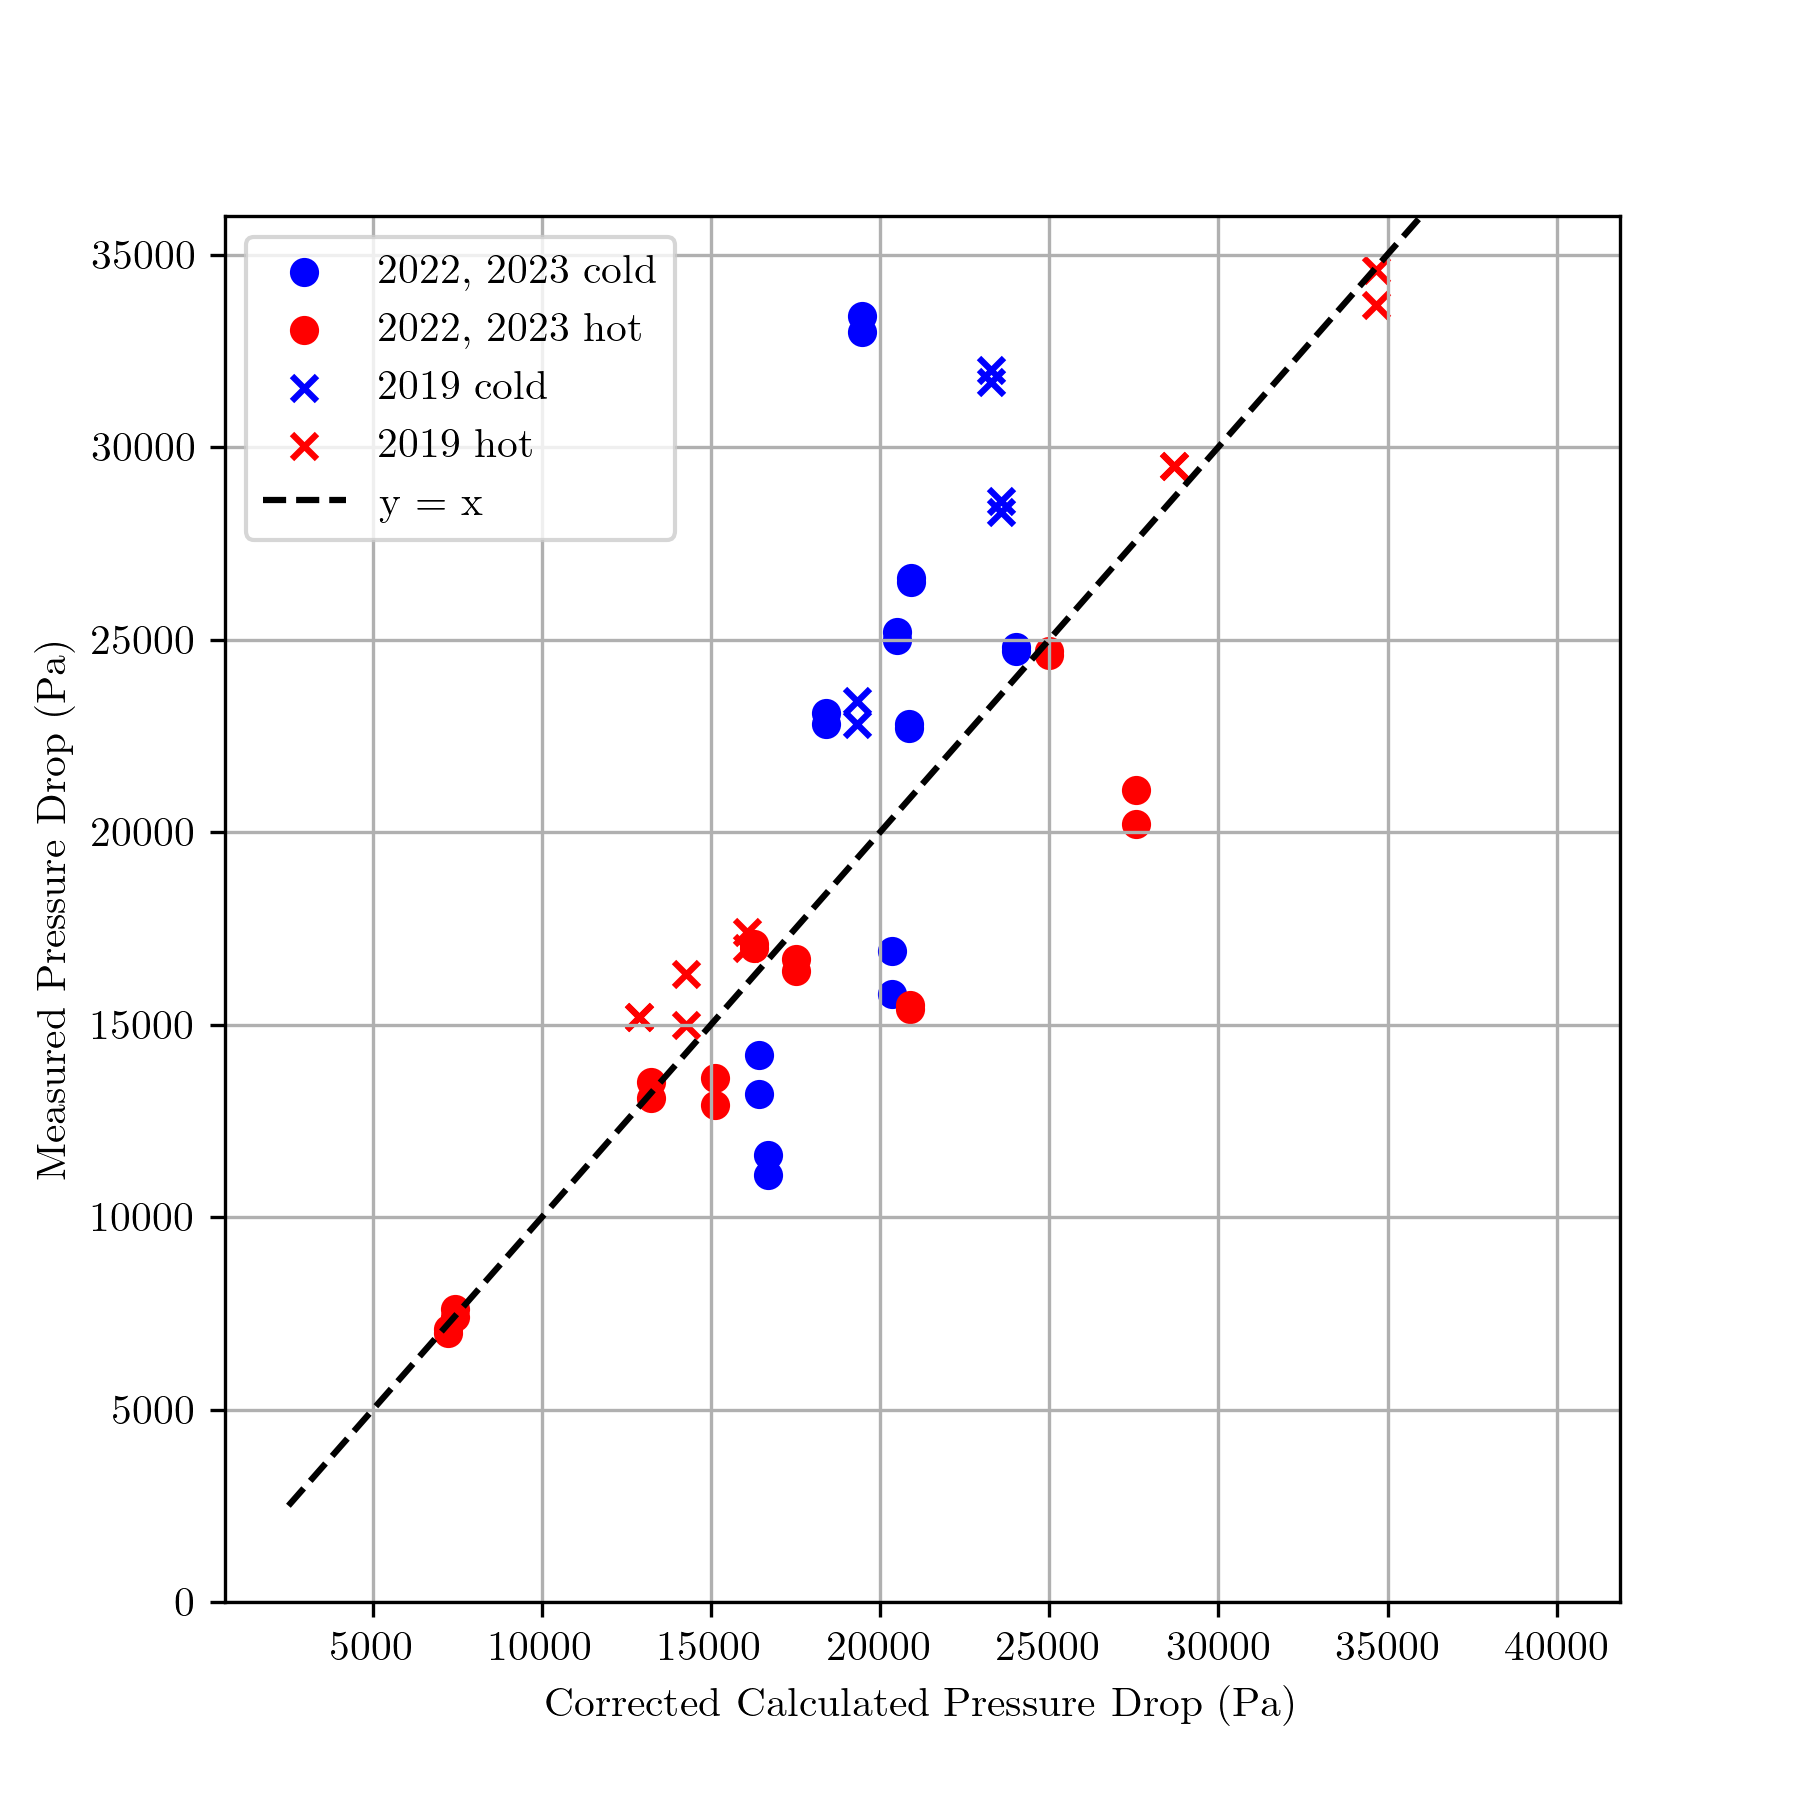 2022, 2023 cold
2022, 2023 hot
2019 cold
2019 hot
y = x
35000
30000
25000
20000
15000
10000
5000
0
Measured Pressure Drop (Pa)
5000 10000 15000 20000 25000 30000 35000 40000
Corrected Calculated Pressure Drop (Pa)